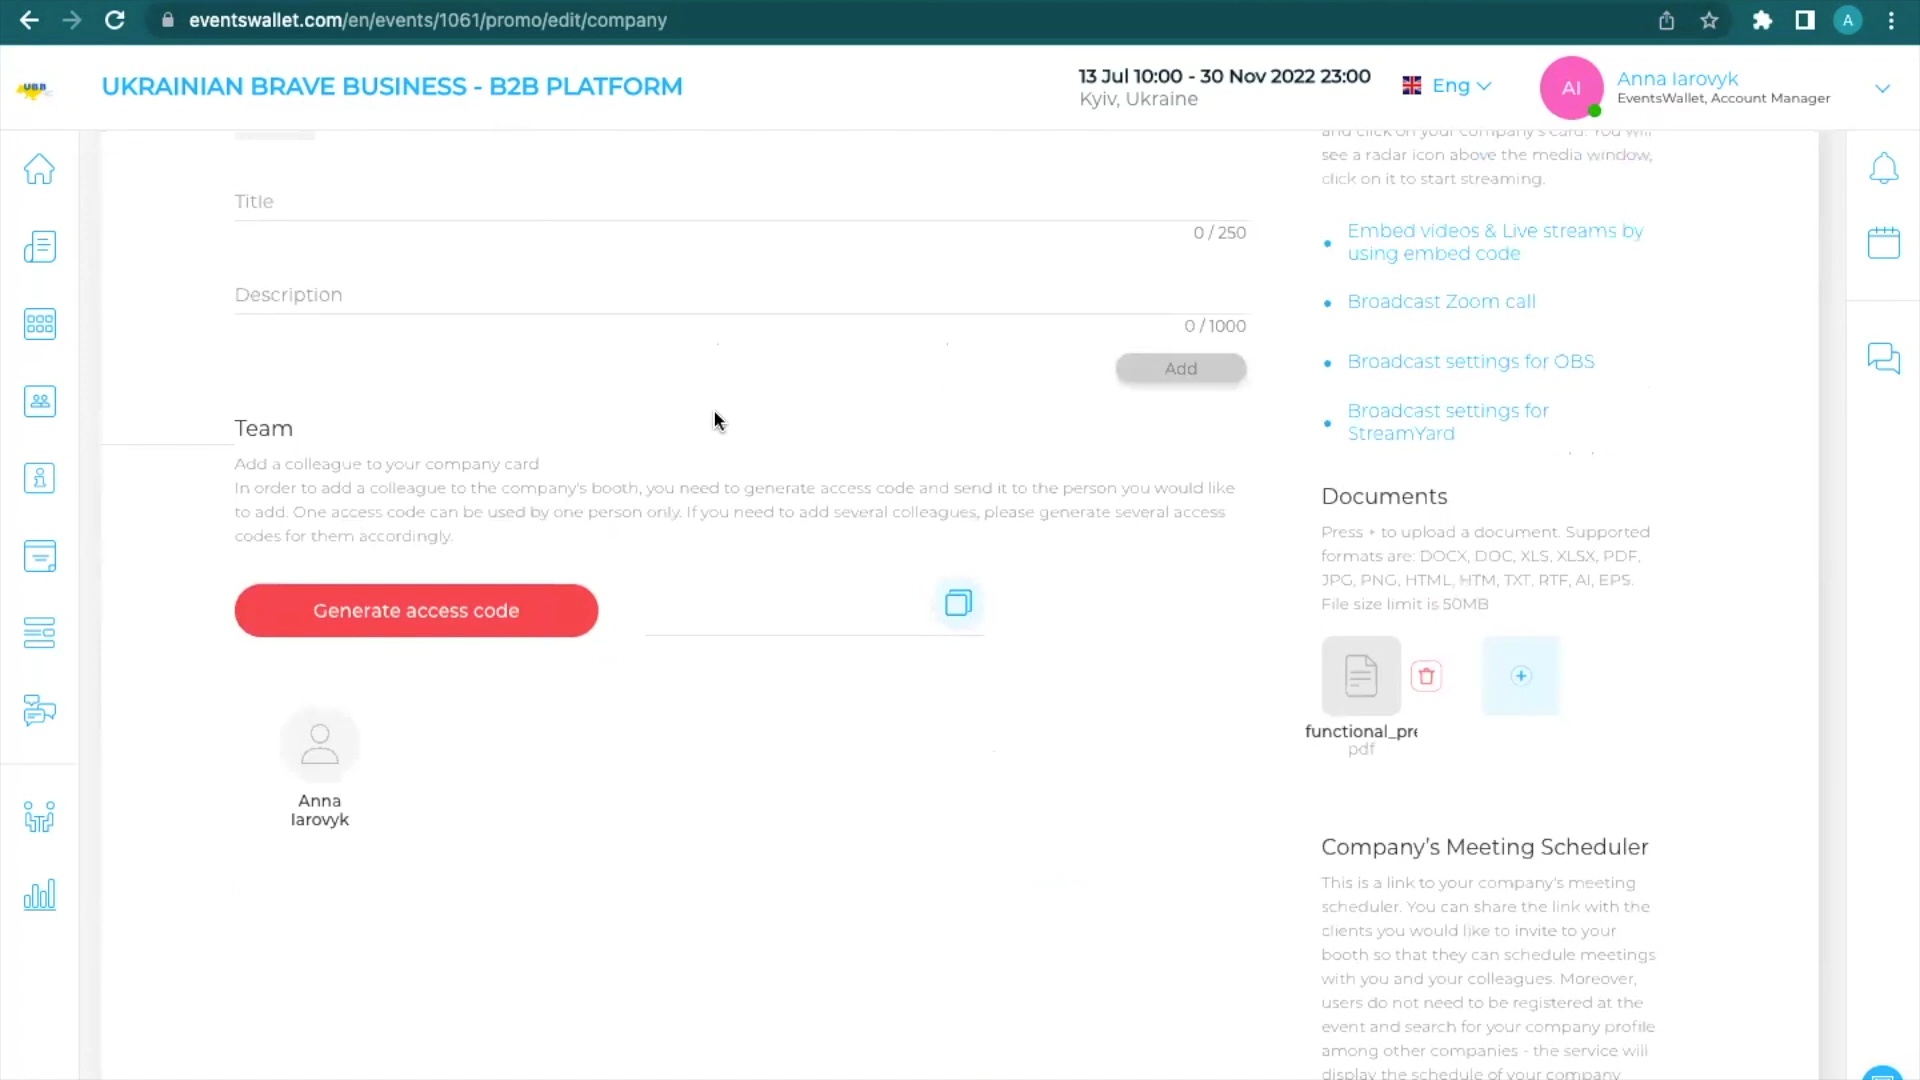 eventswallet.com/en/events/1061/promo/edit/company
A
UBB
UKRAINIAN BRAVE BUSINESS - B2B PLATFORM
13 Jul 10:00 - 30 Nov 2022 23:00
Kyiv, Ukraine
Eng
AI
Anna Iarovyk
EventsWallet, Account Manager
Title
0 / 250
Description
0 / 1000
Add
Team
Add a colleague to your company card
In order to add a colleague to the company's booth, you need to generate access code and send it to the person you would like
to add. One access code can be used by one person only. If you need to add several colleagues, please generate several access
codes for them accordingly.
Generate access code
Anna
Iarovyk
and click on your company's card. You will
see a radar icon above the media window,
click on it to start streaming.
Embed videos & Live streams by
using embed code
Broadcast Zoom call
Broadcast settings for OBS
Broadcast settings for
StreamYard
Documents
Press + to upload a document. Supported
formats are: DOCX, DOC, XLS, XLSX, PDF,
JPG, PNG, HTML, HTM, TXT, RTF, AI, EPS.
File size limit is 50MB
functional_pre
pdf
Company's Meeting Scheduler
This is a link to your company's meeting
scheduler. You can share the link with the
clients you would like to invite to your
booth so that they can schedule meetings
with you and your colleagues. Moreover,
users do not need to be registered at the
event and search for your company profile
among other companies - the service will
display the schedule of your company